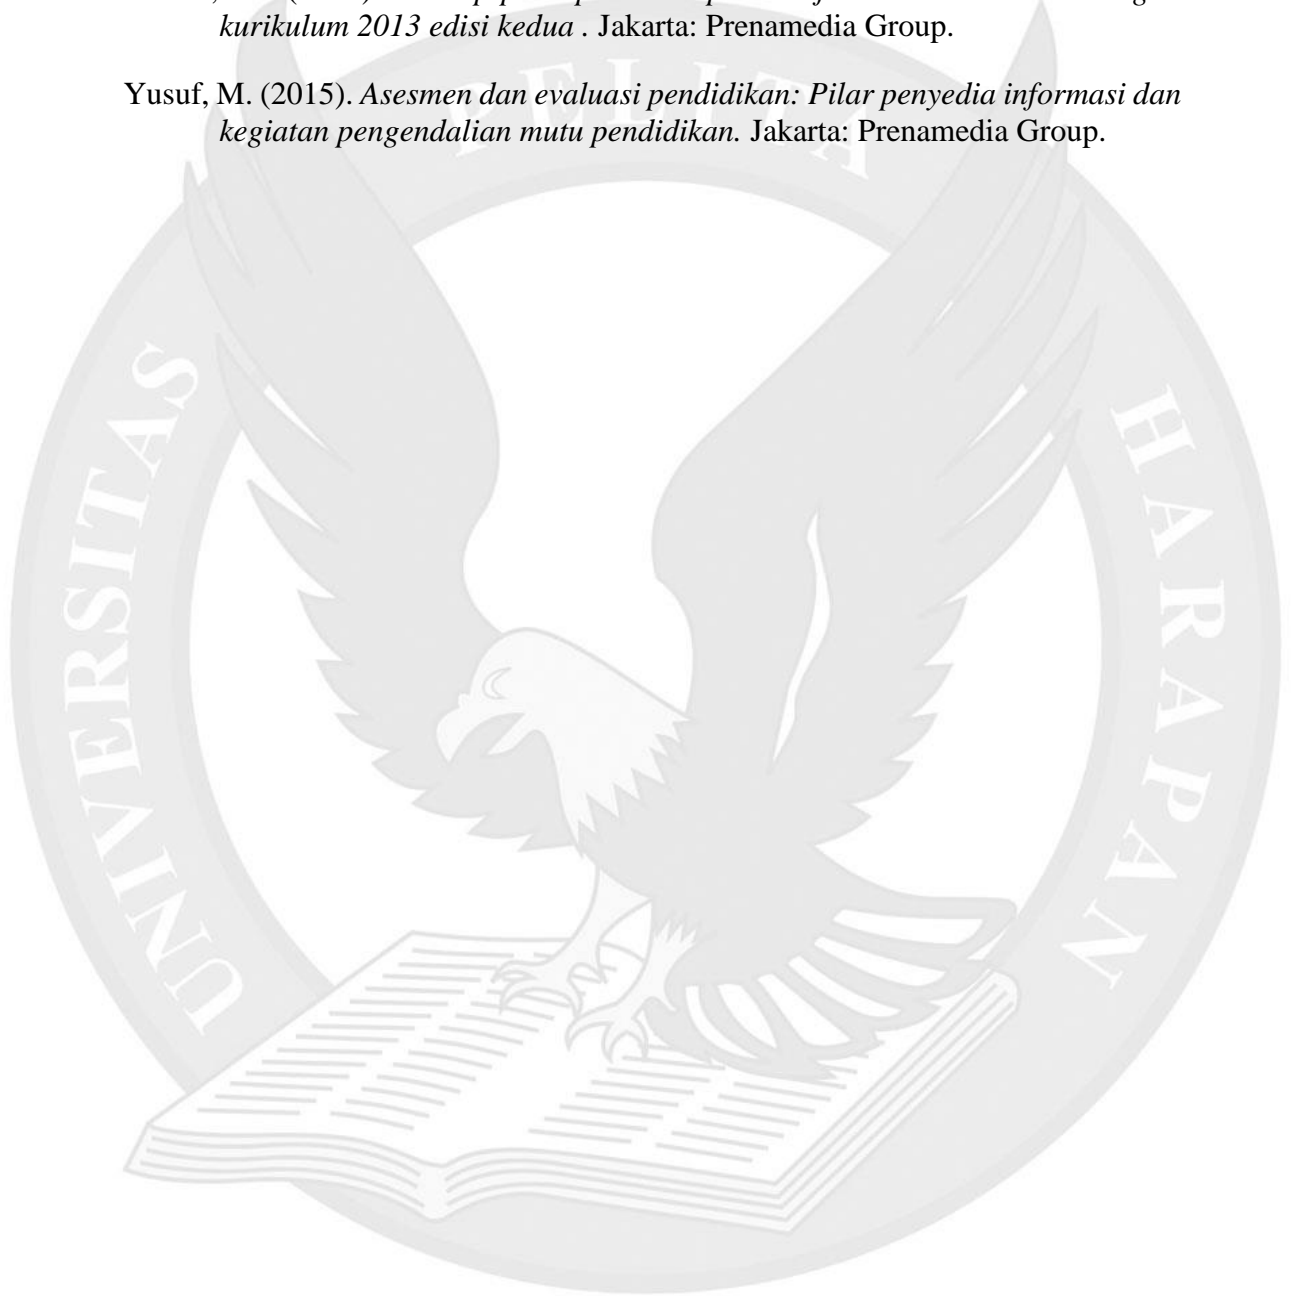 kurikulum 2013 edisi kedua . Jakarta: Prenamedia Group.
Yusuf, M. (2015). Asesmen dan evaluasi pendidikan: Pilar penyedia informasi dan
kegiatan pengendalian mutu pendidikan. Jakarta: Prenamedia Group.
UNIVERSITAS
PELITA
HARAPAN